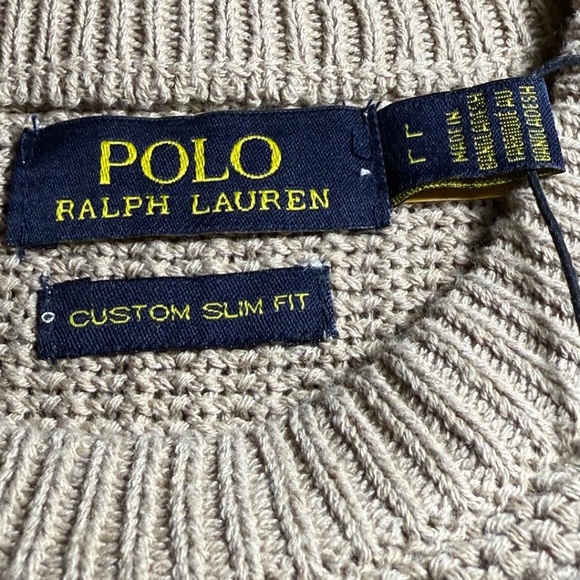 POLO
RALPH LAUREN
L L
MADE IN
BANGLADESH
FABRIQUÉ AU
BANGLADESH
CUSTOM SLIM FIT